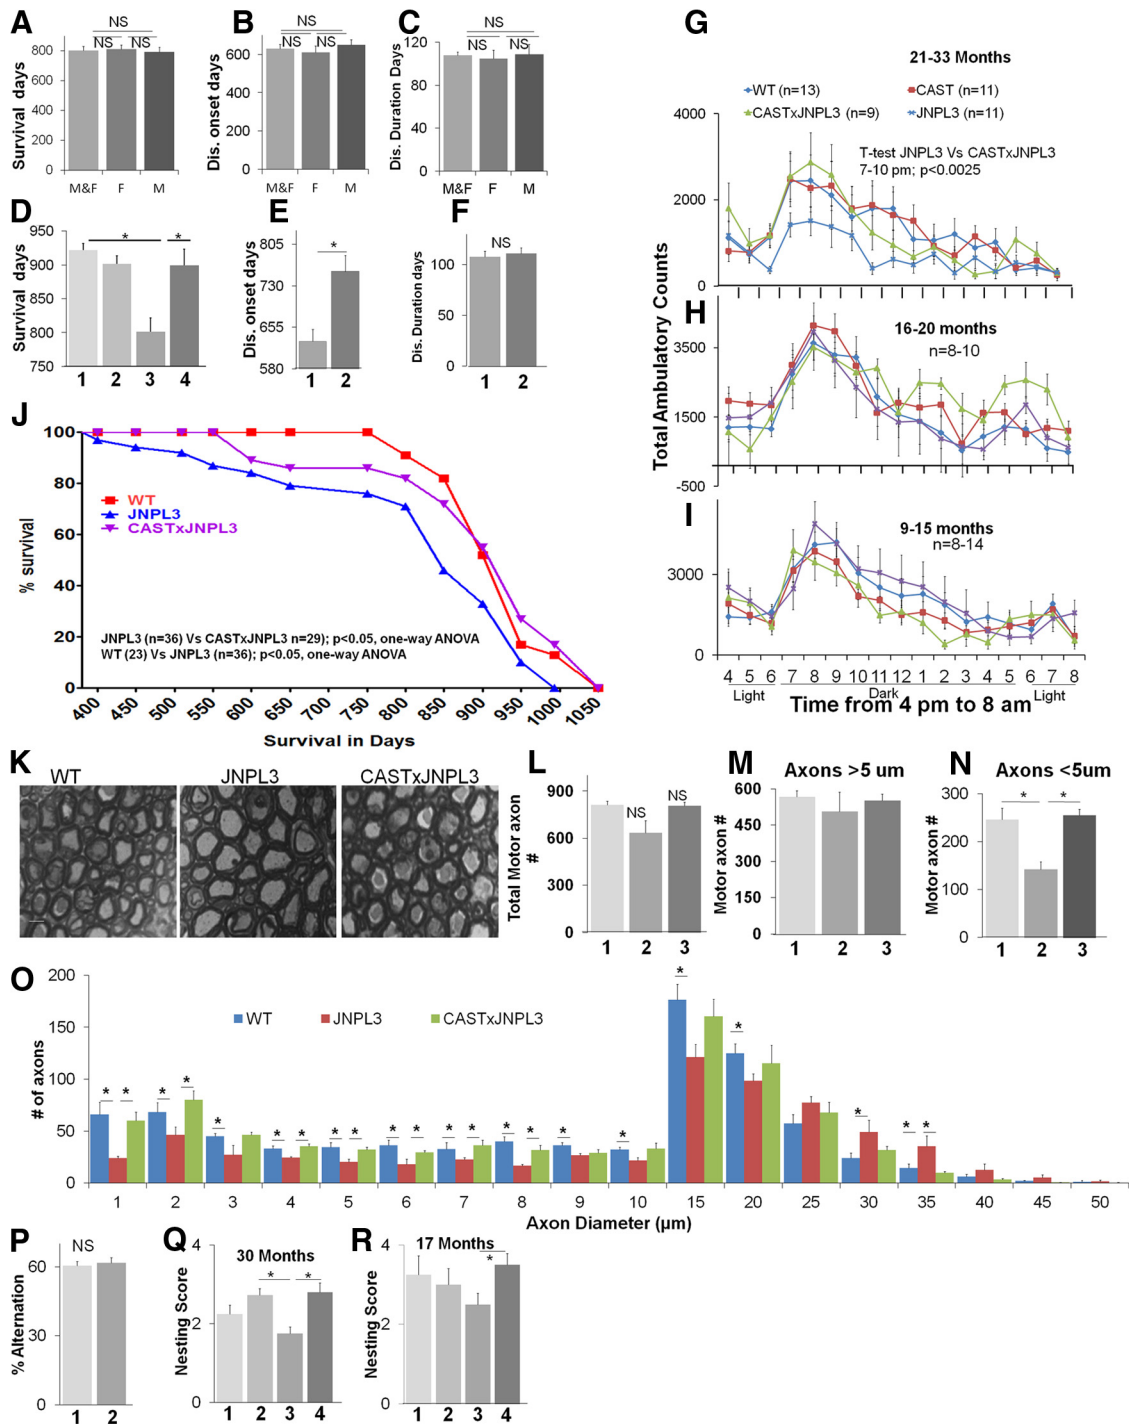 A
NS
NS NS
Survival days
800
600
400
200
0
M&F F M
B
NS
NS NS
Dis. onset days
600
400
200
0
M&F F M
C
NS
NS NS
Dis. Duration Days
120
80
40
0
M&F F M
D
Survival days
950
900
850
800
750
* *
1 2 3 4
E
Dis. onset days
805
730
655
580
*
1 2
F
Dis. Duration days
NS
100
50
0
1 2
G
21-33 Months
WT (n=13) CAST (n=11)
CASTxJNPL3 (n=9) JNPL3 (n=11)
T-test JNPL3 Vs CASTxJNPL3
7-10 pm; p<0.0025
4000
2000
0
H
16-20 months
n=8-10
3500
1500
-500
Total Ambulatory Counts
I
9-15 months
n=8-14
3000
0
4 5 6 7 8 9 10 11 12 1 2 3 4 5 6 7 8
Light Dark Light
Time from 4 pm to 8 am
J
% survival
100
80
60
40
20
0
WT
JNPL3
CASTxJNPL3
JNPL3 (n=36) Vs CASTxJNPL3 n=29); p<0.05, one-way ANOVA
WT (23) Vs JNPL3 (n=36); p<0.05, one-way ANOVA
400 450 500 550 600 650 700 750 800 850 900 950 1000 1050
Survival in Days
K
WT JNPL3 CASTxJNPL3
L
Total Motor axon
#
900
600
300
0
NS NS
1 2 3
M
Axons >5 um
Motor axon #
600
450
300
150
0
1 2 3
N
Axons <5um
Motor axon #
300
200
100
0
* *
1 2 3
O
# of axons
200
150
100
50
0
WT JNPL3 CASTxJNPL3
* * * * * * * * * * * * * * * * * * * * * * *
1 2 3 4 5 6 7 8 9 10 15 20 25 30 35 40 45 50
Axon Diameter (µm)
P
NS
% Alternation
60
30
0
1 2
Q
30 Months
Nesting Score
4
2
0
* *
1 2 3 4
R
17 Months
Nesting Score
4
2
0
*
1 2 3 4